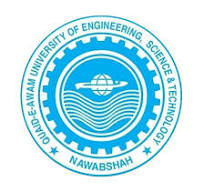 QUAID-E-AWAM UNIVERSITY OF ENGINEERING, SCIENCE & TECHNOLOGY
NAWABSHAH